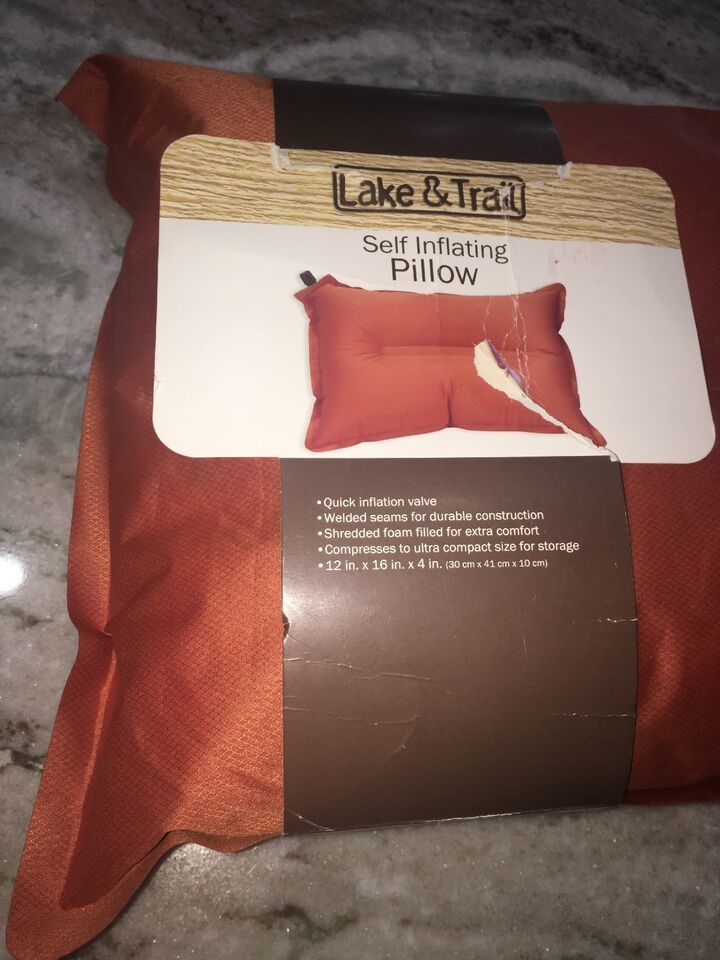 Lake & Trail
Self Inflating
Pillow
• Quick inflation valve
• Welded seams for durable construction
• Shredded foam filled for extra comfort
• Compresses to ultra compact size for storage
• 12 in. x 16 in. x 4 in. (30 cm x 41 cm x 10 cm)